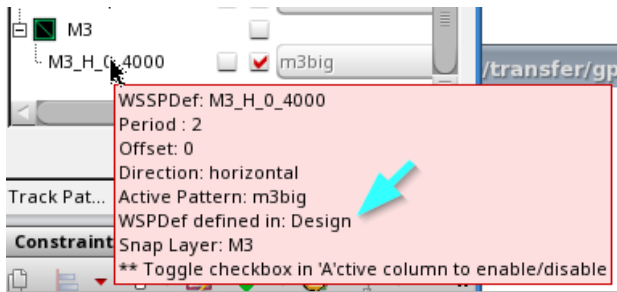 M3
M3_H_0_4000
m3big
/transfer/gp
WSSPDef: M3_H_0_4000
Period : 2
Offset: 0
Direction: horizontal
Track Pat...
Active Pattern: m3big
WSPDef defined in: Design
Constraint
Snap Layer: M3
** Toggle checkbox in 'A'ctive column to enable/disable